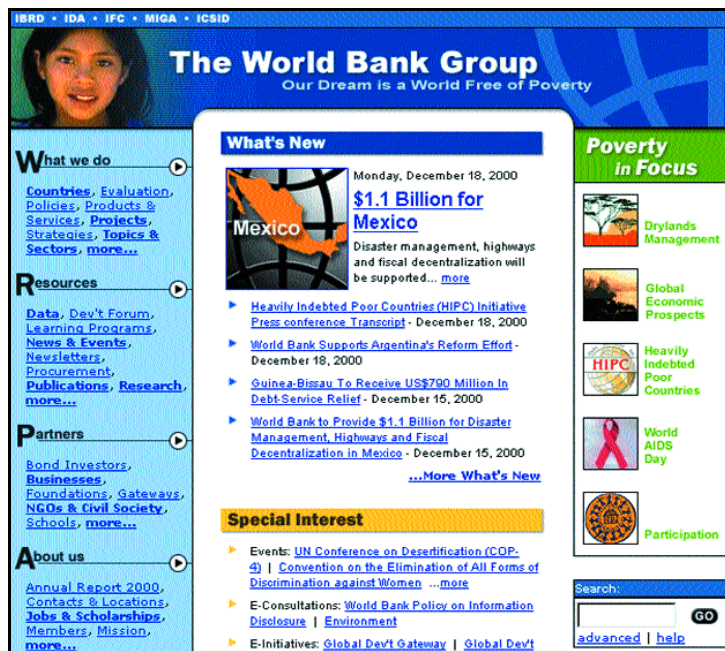 IBRD • IDA • IFC • MIGA • ICSID
The World Bank Group
Our Dream is a World Free of Poverty
What we do
Countries, Evaluation,
Policies, Products &
Services, Projects,
Strategies, Topics &
Sectors, more...
Resources
Data, Dev't Forum,
Learning Programs,
News & Events,
Newsletters,
Procurement,
Publications, Research,
more...
Partners
Bond Investors,
Businesses,
Foundations, Gateways,
NGOs & Civil Society,
Schools, more...
About us
Annual Report 2000,
Contacts & Locations,
Jobs & Scholarships,
Members, Mission,
more...
What's New
Mexico
Monday, December 18, 2000
$1.1 Billion for
Mexico
Disaster management, highways
and fiscal decentralization will
be supported... more
Heavily Indebted Poor Countries (HIPC) Initiative
Press conference Transcript - December 18, 2000
World Bank Supports Argentina's Reform Effort -
December 18, 2000
Guinea-Bissau To Receive US$790 Million In
Debt-Service Relief - December 15, 2000
World Bank to Provide $1.1 Billion for Disaster
Management, Highways and Fiscal
Decentralization in Mexico - December 15, 2000
...More What's New
Special Interest
Events: UN Conference on Desertification (COP-
4) | Convention on the Elimination of All Forms of
Discrimination against Women ...more
E-Consultations: World Bank Policy on Information
Disclosure | Environment
E-Initiatives: Global Dev't Gateway | Global Dev't
Poverty
in Focus
Drylands
Management
Global
Economic
Prospects
HIPC
Heavily
Indebted
Poor
Countries
World
AIDS
Day
Participation
Search:
GO
advanced | help